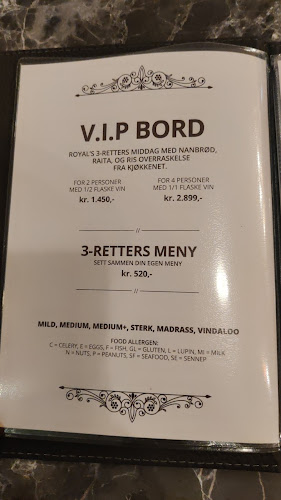 V.I.P BORD
ROYAL'S 3-RETTERS MIDDAG MED NANBRØD,
RAITA, OG RIS OVERRASKELSE
FRA KJØKKENET.
FOR 2 PERSONER
MED 1/2 FLASKE VIN
kr. 1.450,-
FOR 4 PERSONER
MED 1/1 FLASKE VIN
kr. 2.899,-
//
3-RETTERS MENY
SETT SAMMEN DIN EGEN MENY
kr. 520,-
//
MILD, MEDIUM, MEDIUM+, STERK, MADRASS, VINDALOO
FOOD ALLERGEN:
C = CELERY, E = EGGS, F = FISH, GL = GLUTEN, L = LUPIN, MI = MILK
N = NUTS, P = PEANUTS, SF = SEAFOOD, SE = SENNEP